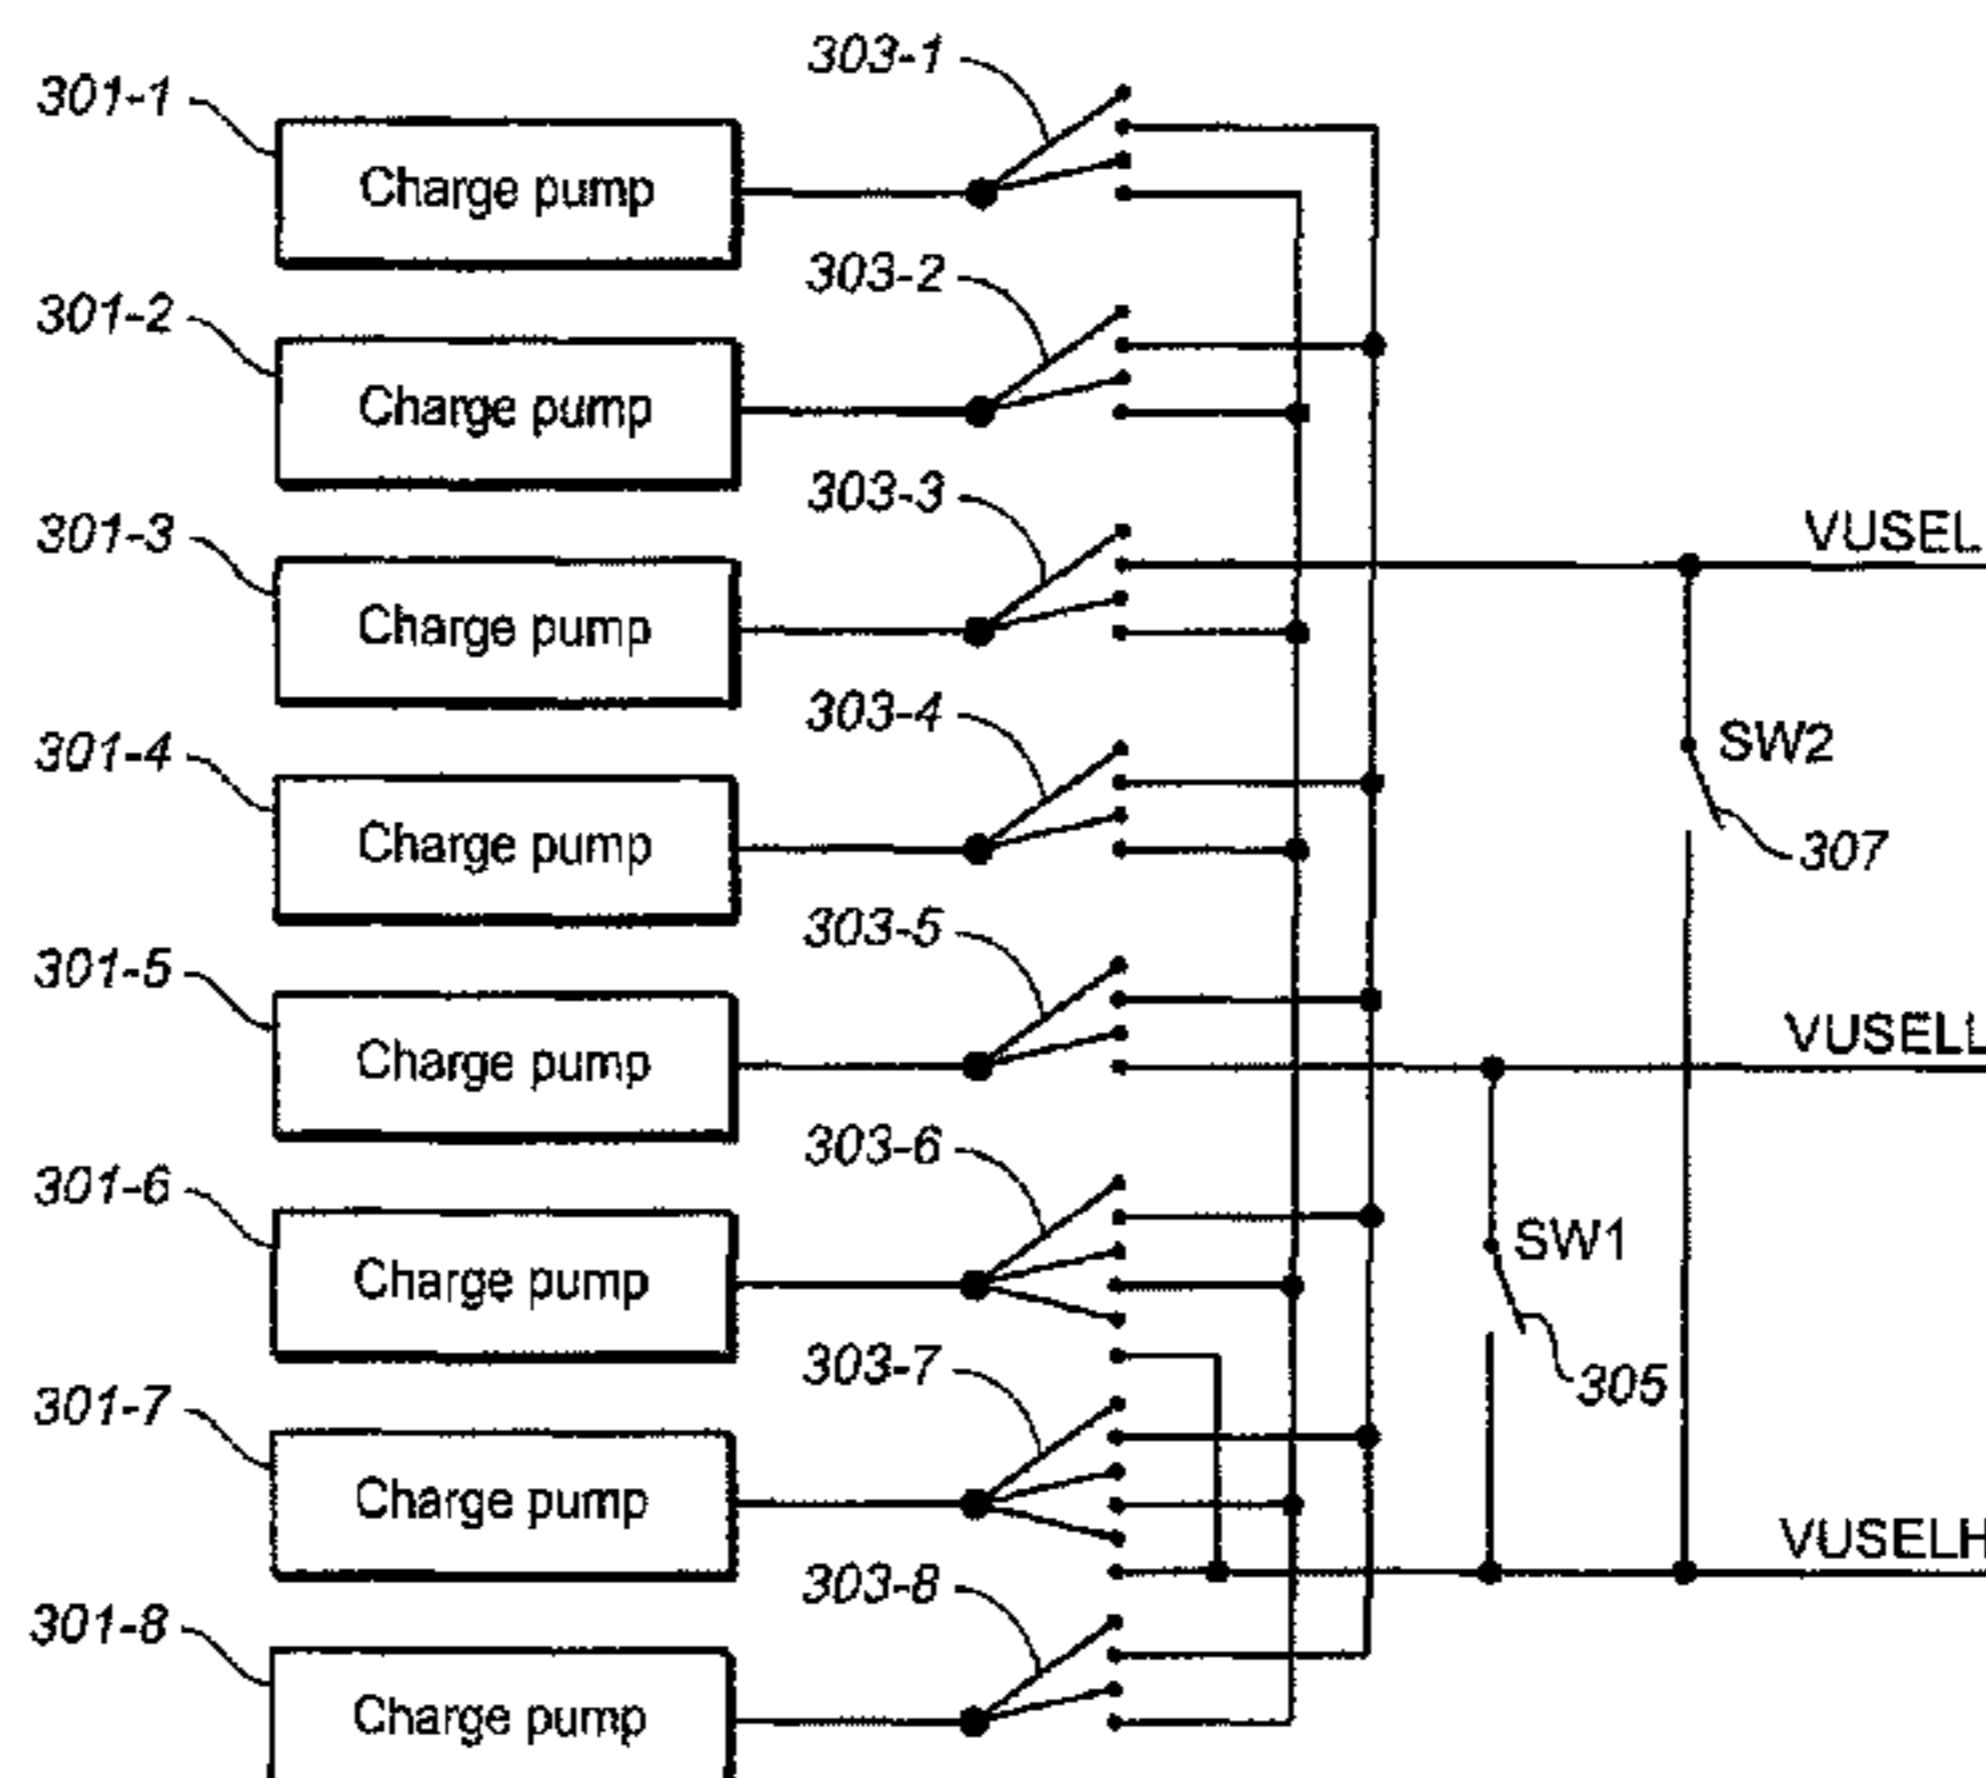 303-1
301-1
Charge pump
303-2
301-2
Charge pump
303-3
301-3
VUSEL
Charge pump
303-4
SW2
301-4
Charge pump
307
303-5
301-5
VUSELL
Charge pump
303-6
301-6
SW1
Charge pump
303-7
305
301-7
Charge pump
VUSELH
303-8
301-8
Charge pump